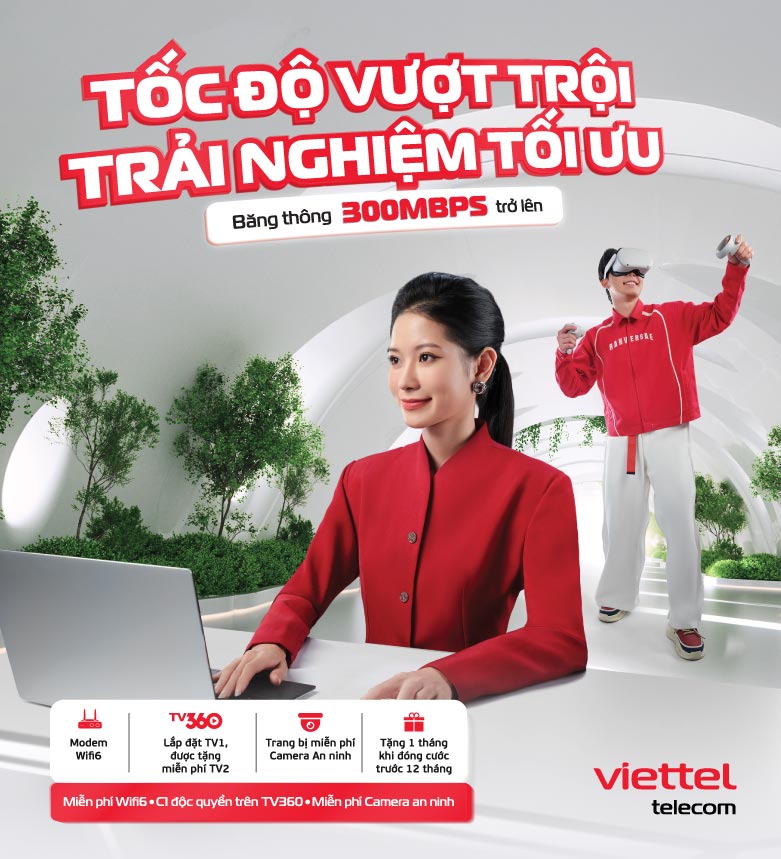 TỐC ĐỘ VƯỢT TRỘI
TRẢI NGHIỆM TỐI ƯU
Băng thông 300MBPS trở lên
RANVERGAE
Modem
Wifi6
TV360
Lắp đặt TV1,
được tặng
miễn phí TV2
Trang bị miễn phí
Camera An ninh
Tặng 1 tháng
khi đóng cước
trước 12 tháng
Miễn phí Wifi6 • C1 độc quyền trên TV360 • Miễn phí Camera an ninh
viettel
telecom